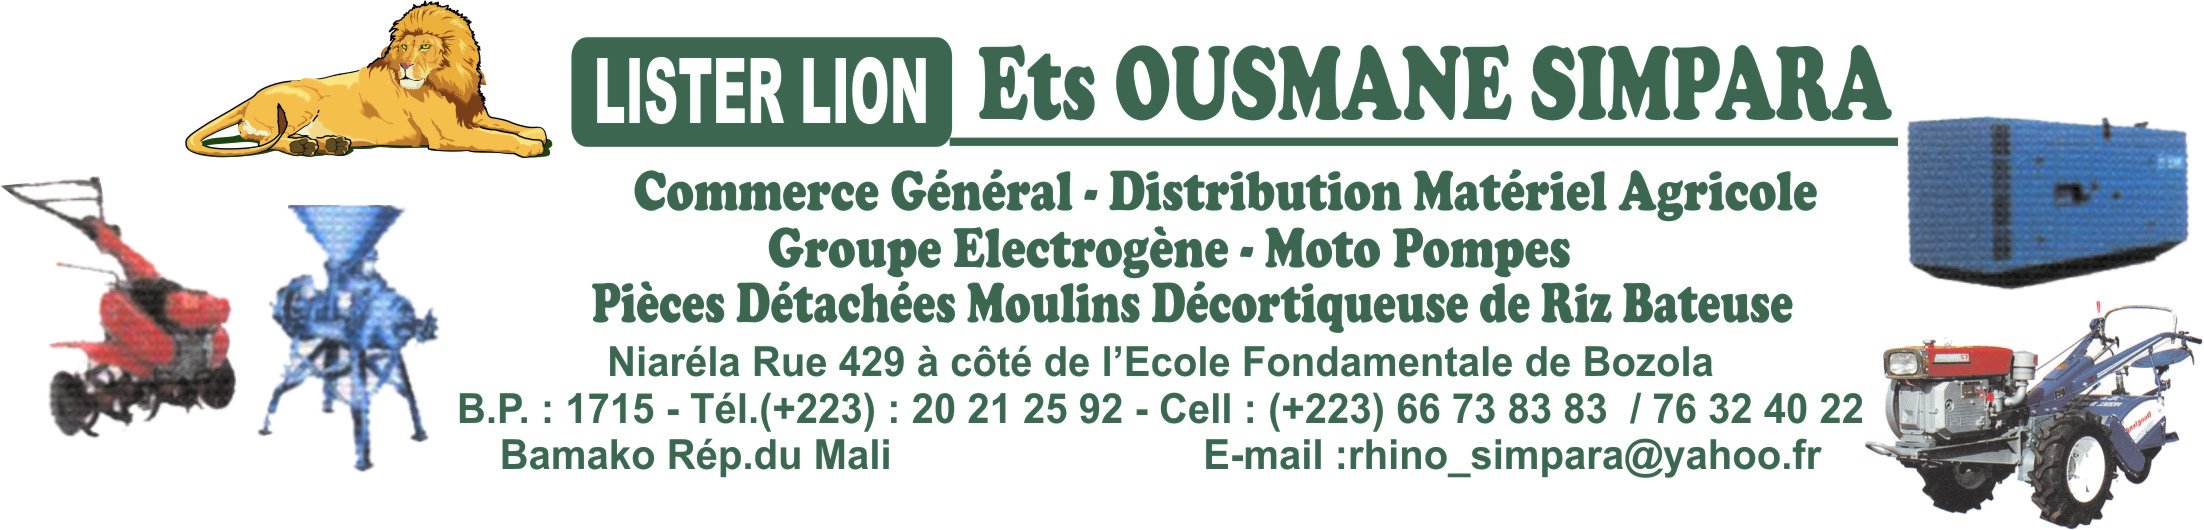 LISTER LION Ets OUSMANE SIMPARA
Commerce Général - Distribution Matériel Agricole
Groupe Electrogène - Moto Pompes
Pièces Détachées Moulins Décortiqueuse de Riz Bateuse
Niaréla Rue 429 à côté de l’Ecole Fondamentale de Bozola
B.P. : 1715 - Tél.(+223) : 20 21 25 92 - Cell : (+223) 66 73 83 83 / 76 32 40 22
Bamako Rép.du Mali E-mail :rhino_simpara@yahoo.fr